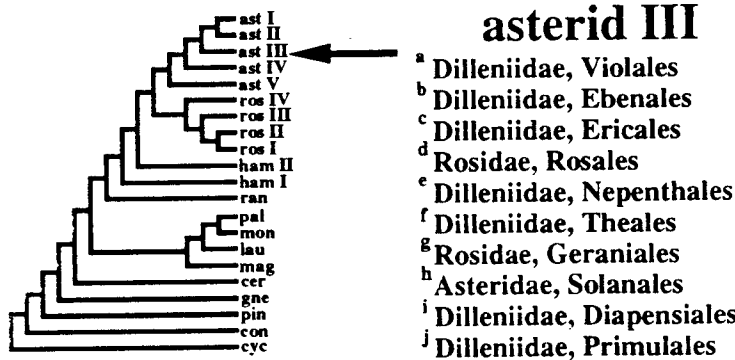 ast I
ast II
ast III
ast IV
ast V
ros IV
ros III
ros II
ros I
ham II
ham I
ran
pal
mon
lau
mag
cer
gne
pin
con
cyc
asterid III
a Dilleniidae, Violales
b Dilleniidae, Ebenales
c Dilleniidae, Ericales
d Rosidae, Rosales
e Dilleniidae, Nepenthales
f Dilleniidae, Theales
g Rosidae, Geraniales
h Asteridae, Solanales
i Dilleniidae, Diapensiales
j Dilleniidae, Primulales